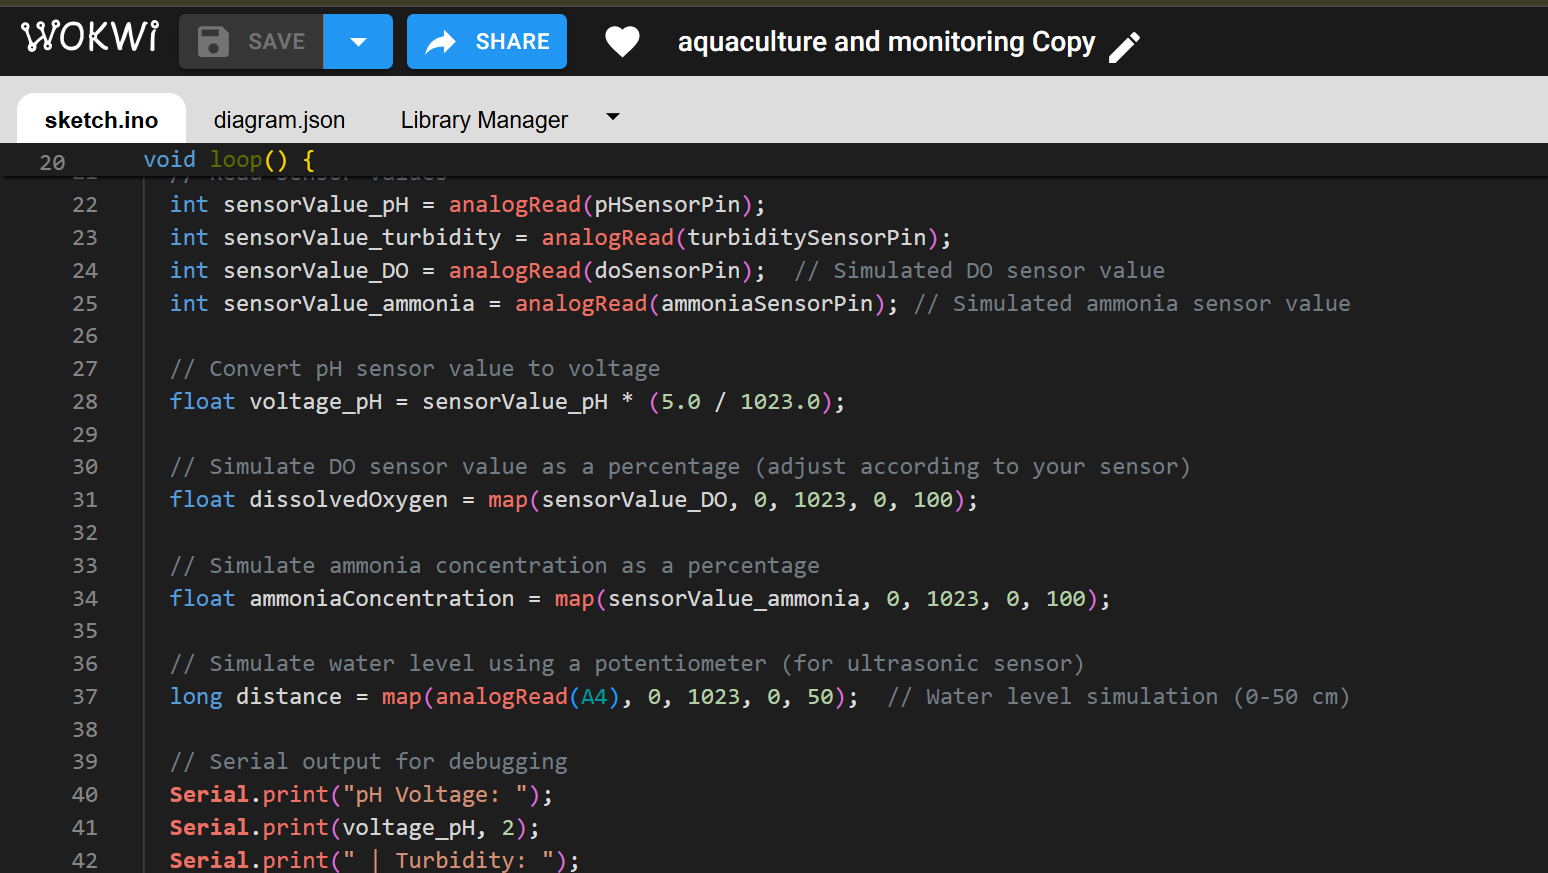 WOKWi SAVE SHARE aquaculture and monitoring Copy
sketch.ino diagram.json Library Manager
20 void loop() {
21 // Read sensor values
22 int sensorValue_pH = analogRead(pHSensorPin);
23 int sensorValue_turbidity = analogRead(turbiditySensorPin);
24 int sensorValue_DO = analogRead(doSensorPin);  // Simulated DO sensor value
25 int sensorValue_ammonia = analogRead(ammoniaSensorPin); // Simulated ammonia sensor value
26
27 // Convert pH sensor value to voltage
28 float voltage_pH = sensorValue_pH * (5.0 / 1023.0);
29
30 // Simulate DO sensor value as a percentage (adjust according to your sensor)
31 float dissolvedOxygen = map(sensorValue_DO, 0, 1023, 0, 100);
32
33 // Simulate ammonia concentration as a percentage
34 float ammoniaConcentration = map(sensorValue_ammonia, 0, 1023, 0, 100);
35
36 // Simulate water level using a potentiometer (for ultrasonic sensor)
37 long distance = map(analogRead(A4), 0, 1023, 0, 50);  // Water level simulation (0-50 cm)
38
39 // Serial output for debugging
40 Serial.print("pH Voltage: ");
41 Serial.print(voltage_pH, 2);
42 Serial.print(" | Turbidity: ");